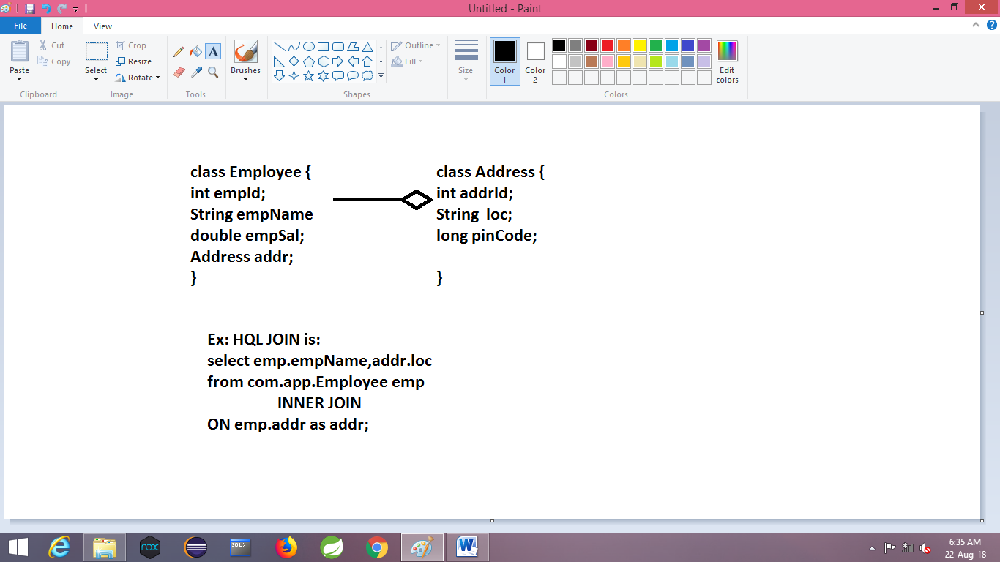 Untitled - Paint
File
Home
View
Paste
Cut
Copy
Clipboard
Select
Crop
Resize
Rotate
Image
A
Tools
Brushes
Shapes
Outline
Fill
Size
Color
1
Color
2
Colors
Edit
colors
class Employee {
int empId;
String empName
double empSal;
Address addr;
}
class Address {
int addrId;
String  loc;
long pinCode;
}
Ex: HQL JOIN is:
select emp.empName,addr.loc
from com.app.Employee emp
INNER JOIN
ON emp.addr as addr;
nox
SQL>
W
6:35 AM
22-Aug-18